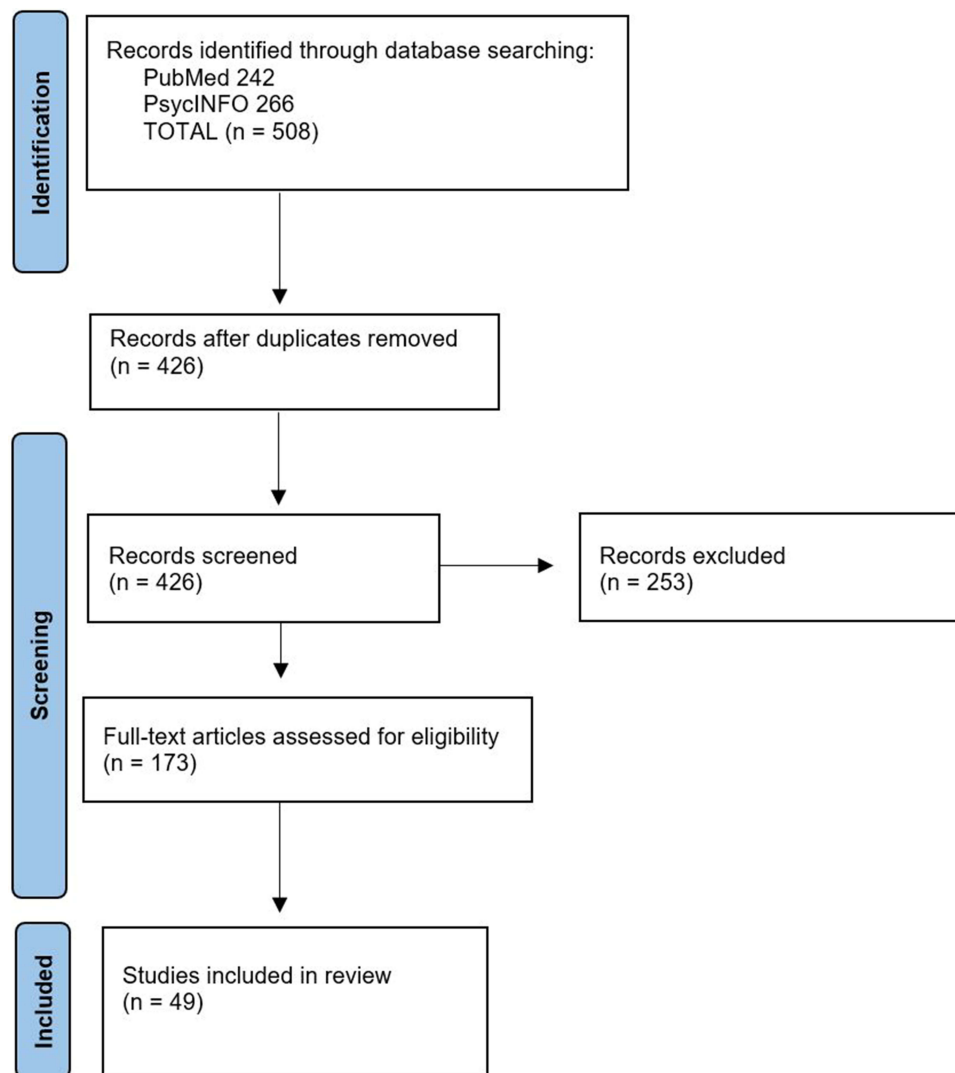 Identification
Records identified through database searching:
PubMed 242
PsycINFO 266
TOTAL (n = 508)
Records after duplicates removed
(n = 426)
Screening
Records screened
(n = 426)
Records excluded
(n = 253)
Full-text articles assessed for eligibility
(n = 173)
Included
Studies included in review
(n = 49)